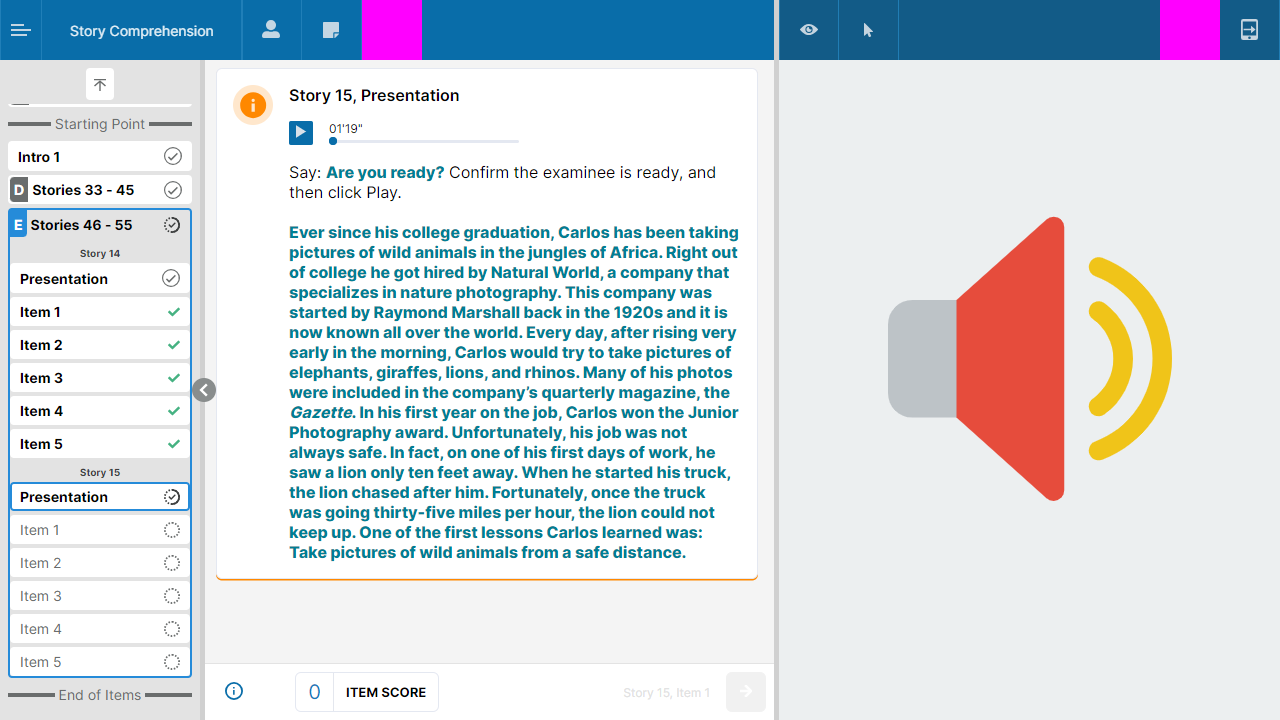 Story Comprehension
Starting Point
Intro 1
D Stories 33 - 45
E Stories 46 - 55
Story 14
Presentation
Item 1
Item 2
Item 3
Item 4
Item 5
Story 15
Presentation
Item 1
Item 2
Item 3
Item 4
Item 5
End of Items
Story 15, Presentation
01'19"
Say: Are you ready? Confirm the examinee is ready, and
then click Play.
Ever since his college graduation, Carlos has been taking
pictures of wild animals in the jungles of Africa. Right out
of college he got hired by Natural World, a company that
specializes in nature photography. This company was
started by Raymond Marshall back in the 1920s and it is
now known all over the world. Every day, after rising very
early in the morning, Carlos would try to take pictures of
elephants, giraffes, lions, and rhinos. Many of his photos
were included in the company’s quarterly magazine, the
Gazette. In his first year on the job, Carlos won the Junior
Photography award. Unfortunately, his job was not
always safe. In fact, on one of his first days of work, he
saw a lion only ten feet away. When he started his truck,
the lion chased after him. Fortunately, once the truck
was going thirty-five miles per hour, the lion could not
keep up. One of the first lessons Carlos learned was:
Take pictures of wild animals from a safe distance.
0 ITEM SCORE
Story 15, Item 1